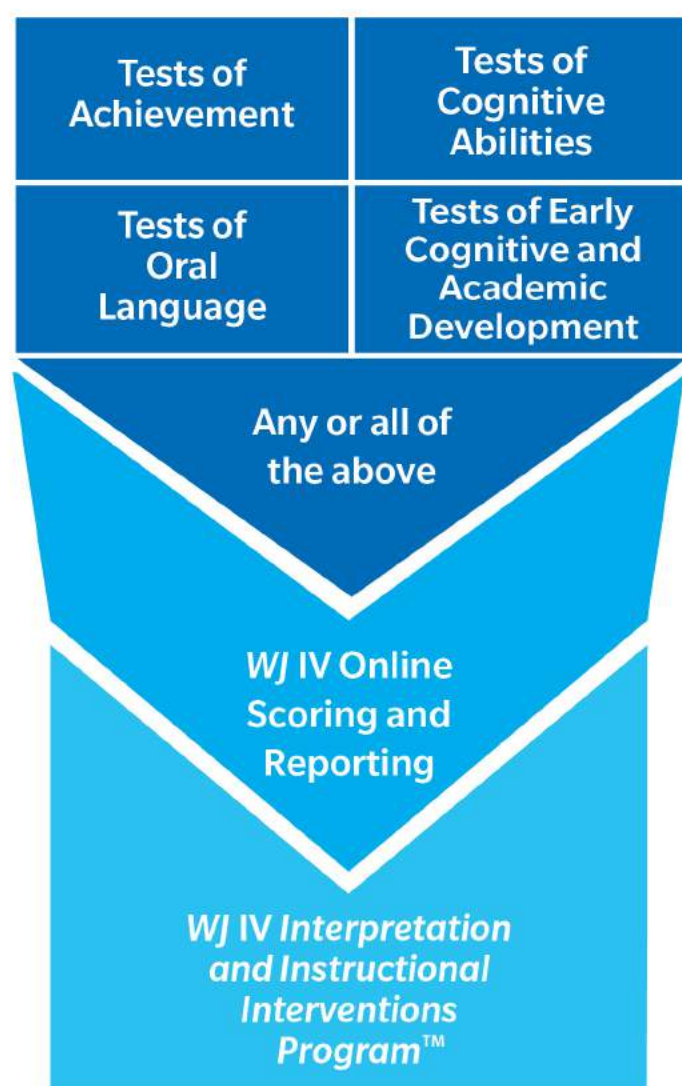 Tests of
Achievement
Tests of
Cognitive
Abilities
Tests of
Oral
Language
Tests of Early
Cognitive and
Academic
Development
Any or all of
the above
WJ IV Online
Scoring and
Reporting
WJ IV Interpretation
and Instructional
Interventions
Program™